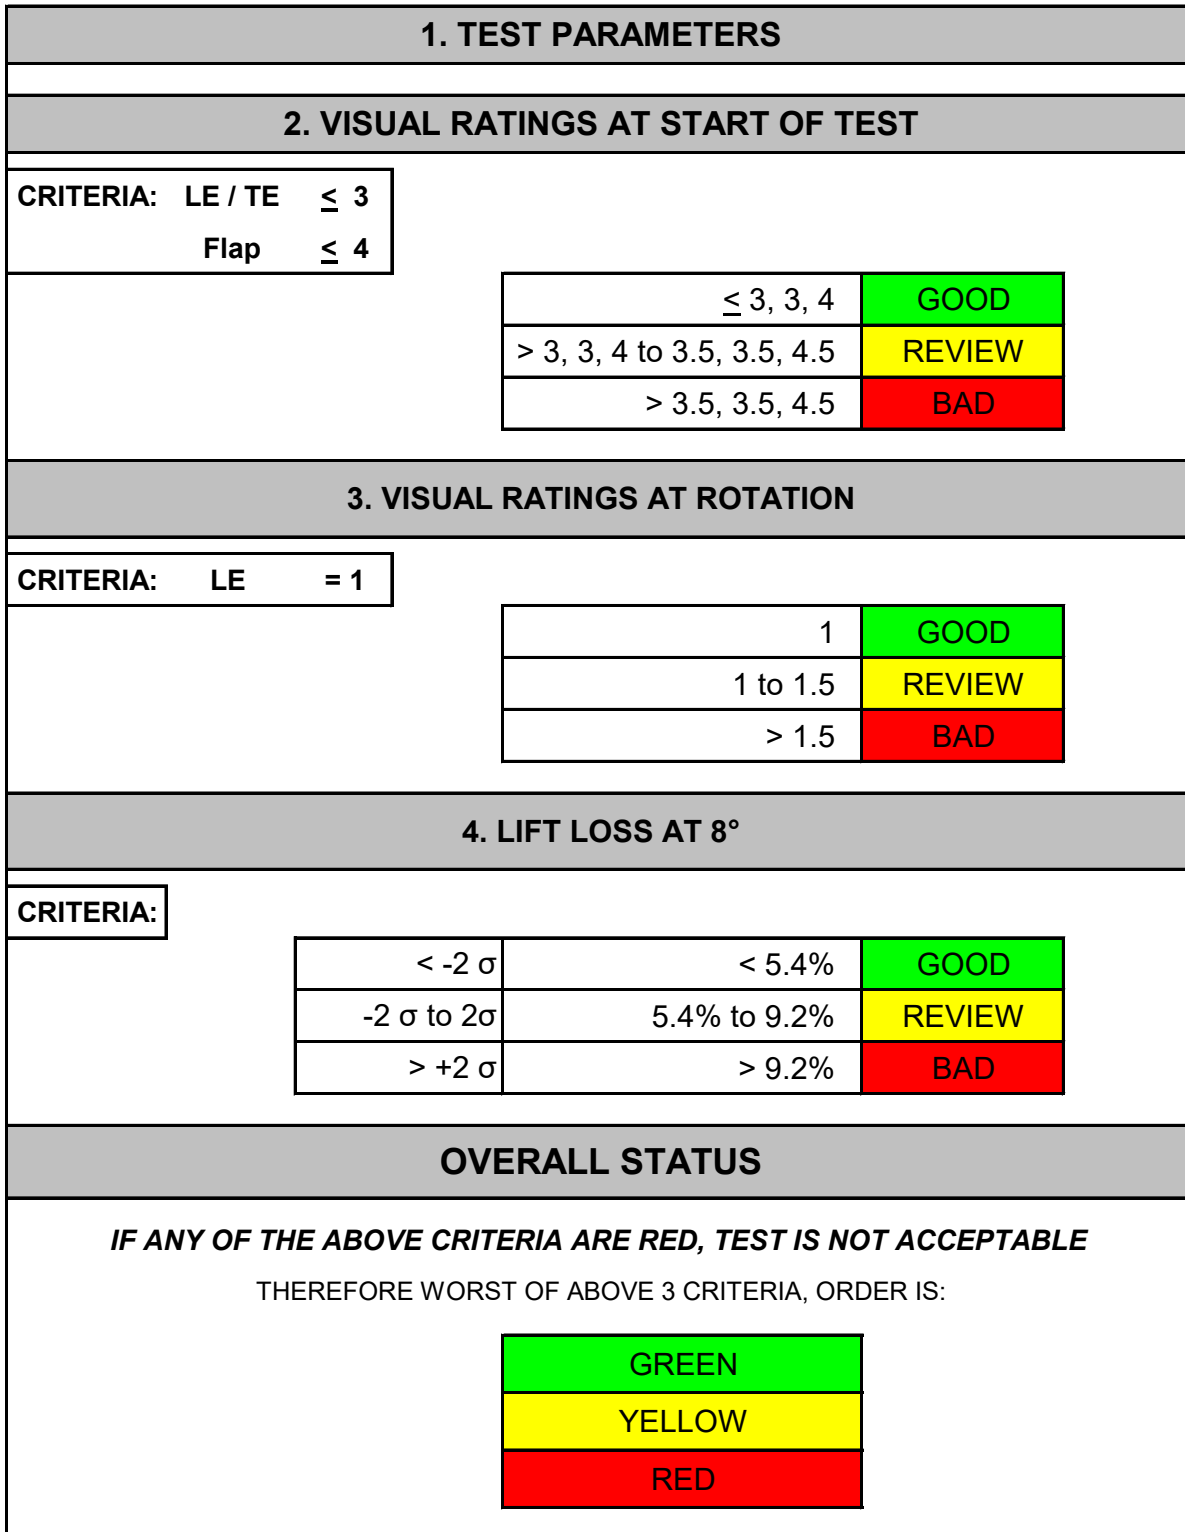 1. TEST PARAMETERS
2. VISUAL RATINGS AT START OF TEST
CRITERIA: LE / TE ≤ 3
Flap ≤ 4
≤ 3, 3, 4 GOOD
> 3, 3, 4 to 3.5, 3.5, 4.5 REVIEW
> 3.5, 3.5, 4.5 BAD
3. VISUAL RATINGS AT ROTATION
CRITERIA: LE = 1
1 GOOD
1 to 1.5 REVIEW
> 1.5 BAD
4. LIFT LOSS AT 8°
CRITERIA:
< -2 σ < 5.4% GOOD
-2 σ to 2σ 5.4% to 9.2% REVIEW
> +2 σ > 9.2% BAD
OVERALL STATUS
IF ANY OF THE ABOVE CRITERIA ARE RED, TEST IS NOT ACCEPTABLE
THEREFORE WORST OF ABOVE 3 CRITERIA, ORDER IS:
GREEN
YELLOW
RED